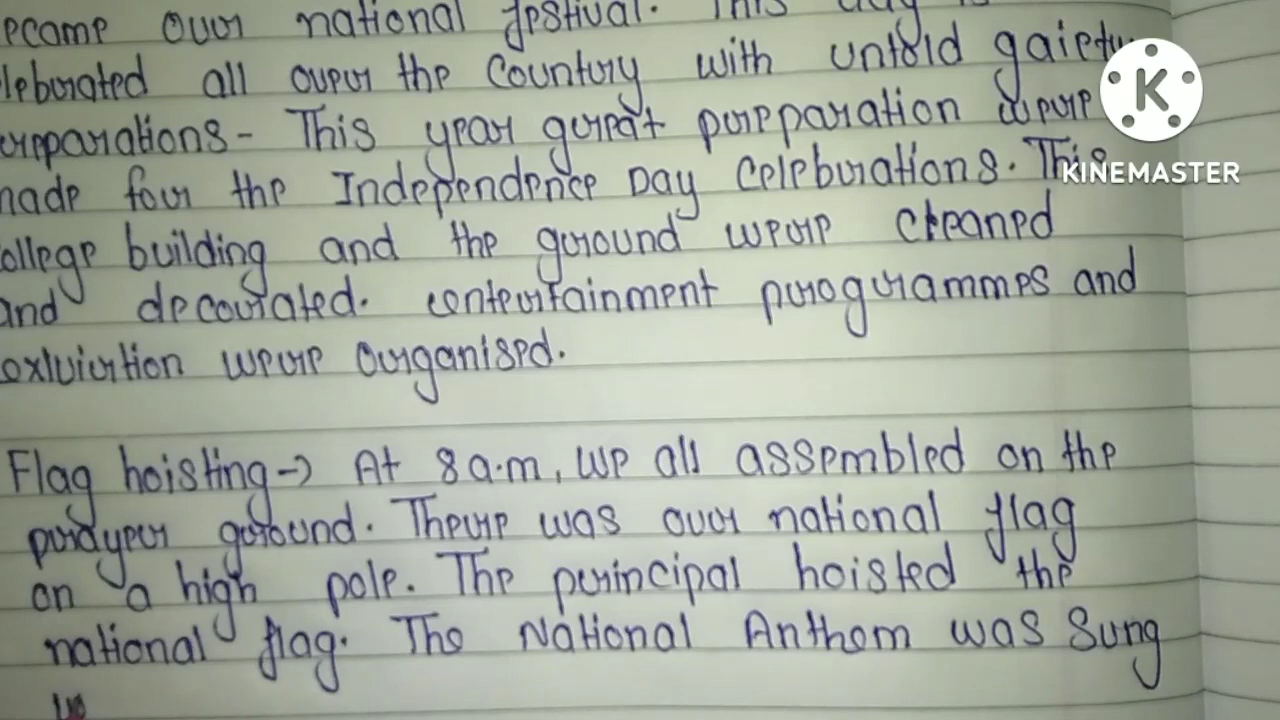 ecame our national festival. This day is
lebrated all over the Country with untold gaiety
reparations - This year great preparation were
made for the Independence Day Celebrations. This
ollege building and the ground were cleaned
and decorated. entertainment programmes and
were Organised.
Flag hoisting → At 8 a.m, we all assembled on the
prayer ground. There was our national flag
on a high pole. The principal hoisted the
national flag. The National Anthem was Sung
K
KINEMASTER